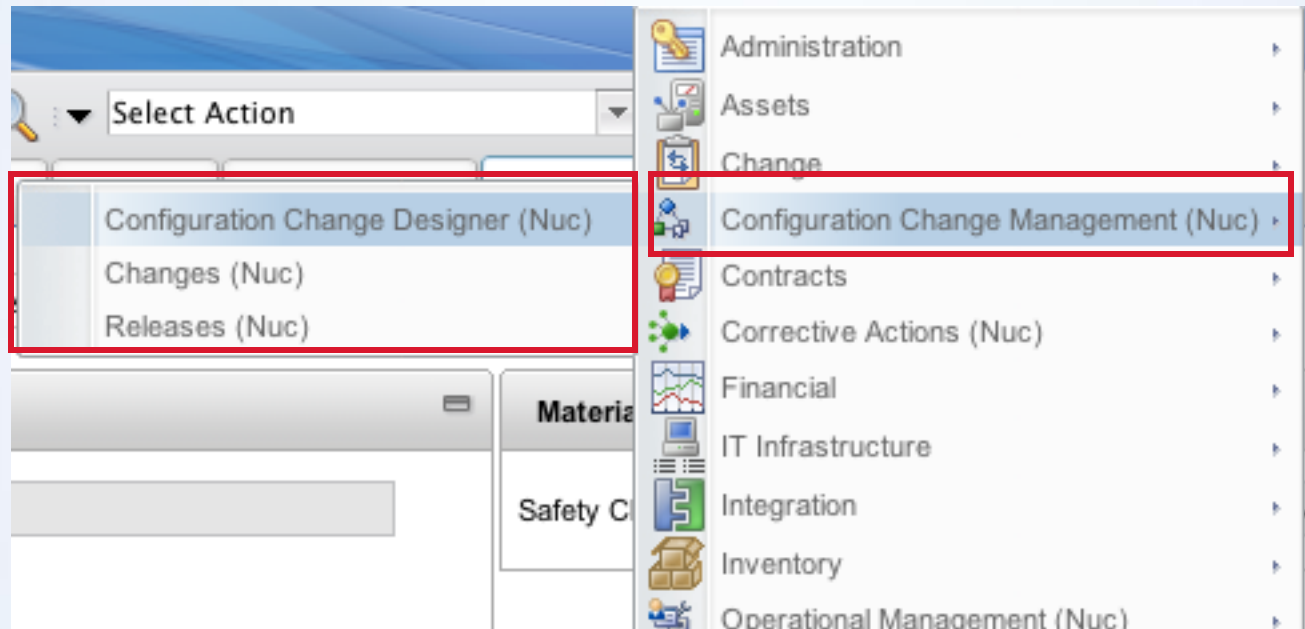 Select Action
Configuration Change Designer (Nuc)
Changes (Nuc)
Releases (Nuc)
Safety
Administration
Assets
Change
Configuration Change Management (Nuc)
Contracts
Corrective Actions (Nuc)
Financial
IT Infrastructure
Integration
Inventory
Operational Management (Nuc)